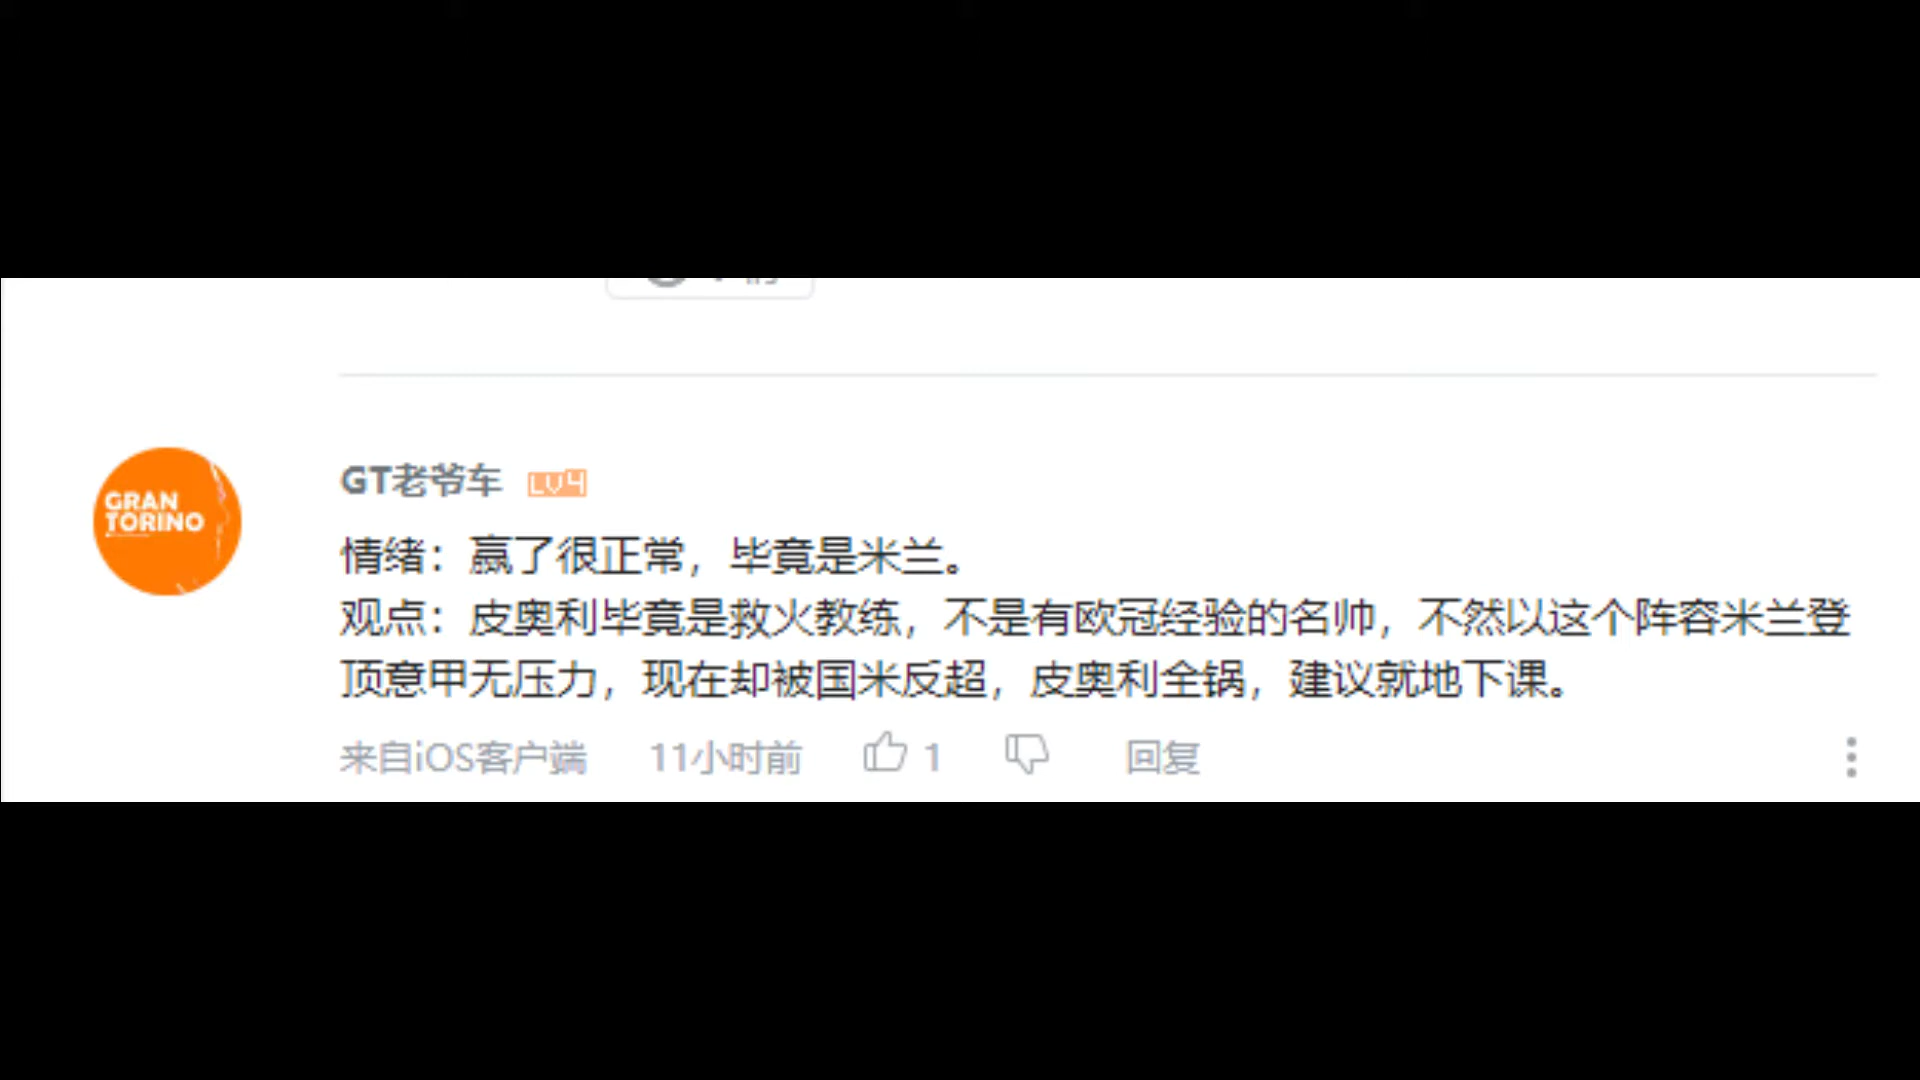 GT老爷车 LV4
GRAN
TORINO
情绪：赢了很正常，毕竟是米兰。
观点：皮奥利毕竟是救火教练，不是有欧冠经验的名帅，不然以这个阵容米兰登
顶意甲无压力，现在却被国米反超，皮奥利全锅，建议就地下课。
来自iOS客户端 11小时前 1 回复